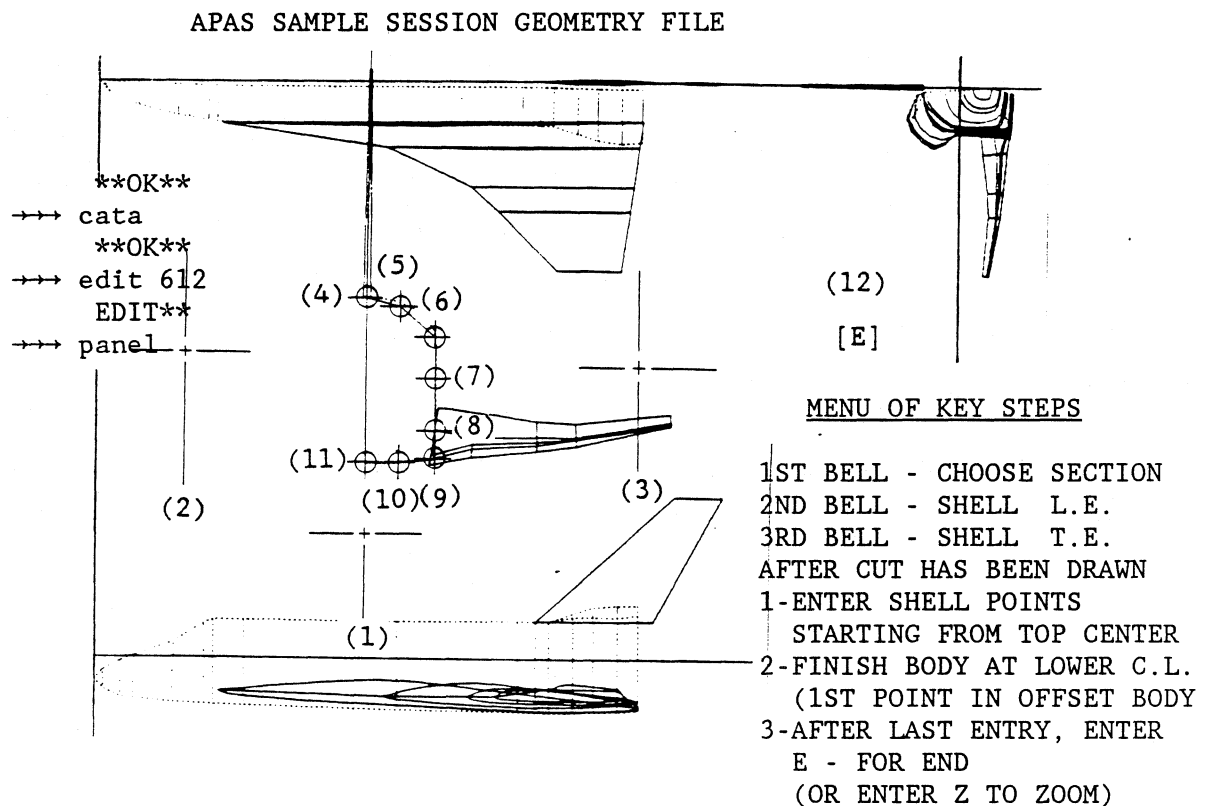 APAS SAMPLE SESSION GEOMETRY FILE
**OK**
→→→ cata
**OK**
→→→ edit 612
EDIT**
→→→ panel
(5)
(4)
(6)
(7)
(8)
(11)
(10)
(9)
(2)
(3)
(1)
(12)
[E]
MENU OF KEY STEPS
1ST BELL - CHOOSE SECTION
2ND BELL - SHELL L.E.
3RD BELL - SHELL T.E.
AFTER CUT HAS BEEN DRAWN
1-ENTER SHELL POINTS
STARTING FROM TOP CENTER
2-FINISH BODY AT LOWER C.L.
(1ST POINT IN OFFSET BODY
3-AFTER LAST ENTRY, ENTER
E - FOR END
(OR ENTER Z TO ZOOM)